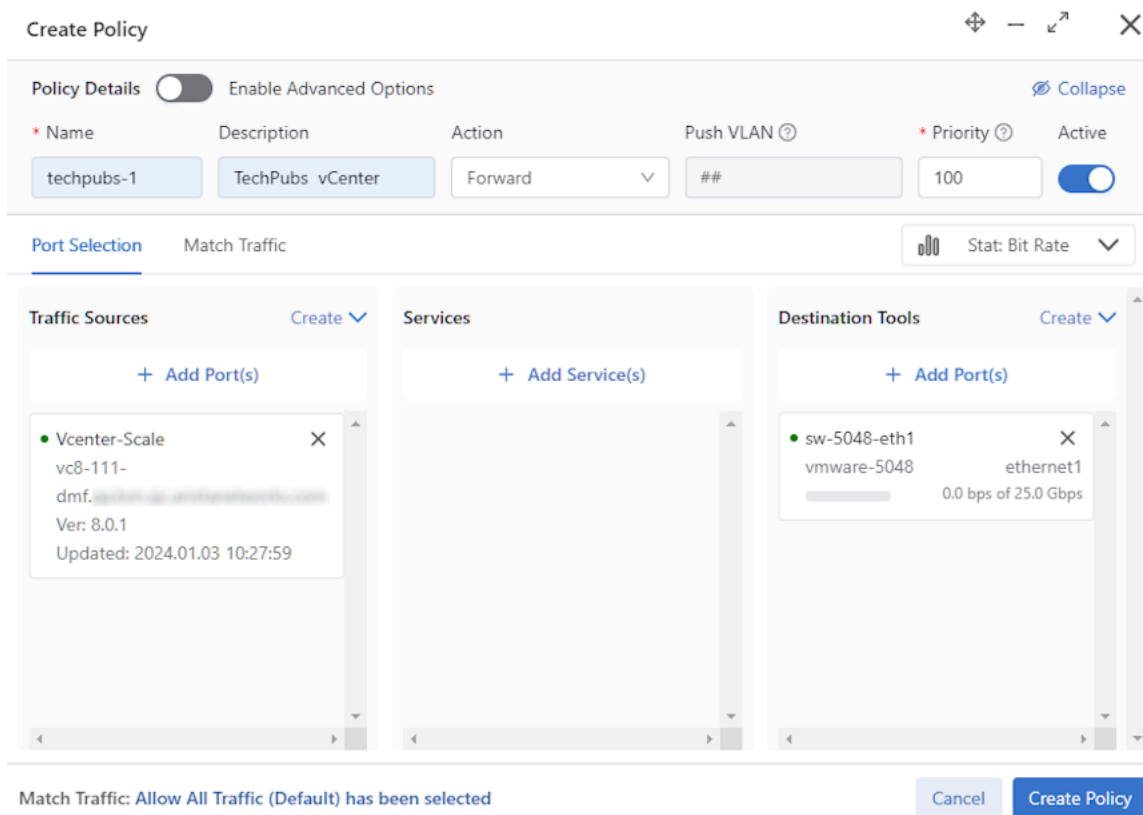 Create Policy
Policy Details Enable Advanced Options Collapse
* Name Description Action Push VLAN * Priority Active
techpubs-1 TechPubs vCenter Forward ## 100
Port Selection Match Traffic Stat: Bit Rate
Traffic Sources Create Services Destination Tools Create
+ Add Port(s) + Add Service(s) + Add Port(s)
Vcenter-Scale
vc8-111-
dmf.
Ver: 8.0.1
Updated: 2024.01.03 10:27:59
sw-5048-eth1
vmware-5048 ethernet1
0.0 bps of 25.0 Gbps
Match Traffic: Allow All Traffic (Default) has been selected Cancel Create Policy